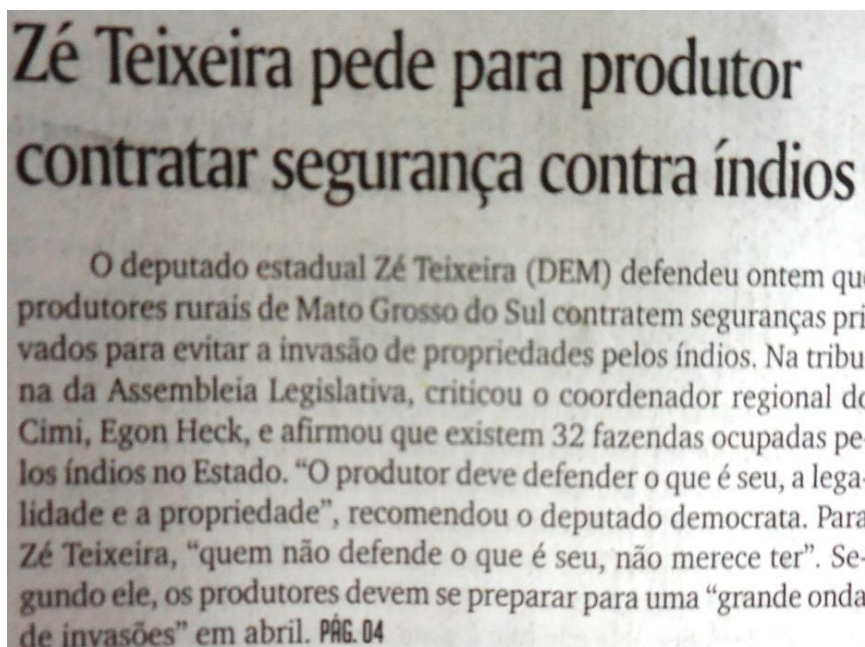 Zé Teixeira pede para produtor
contratar segurança contra índios
O deputado estadual Zé Teixeira (DEM) defendeu ontem que
produtores rurais de Mato Grosso do Sul contratem seguranças pri
vados para evitar a invasão de propriedades pelos índios. Na tribu
na da Assembleia Legislativa, criticou o coordenador regional do
Cimi, Egon Heck, e afirmou que existem 32 fazendas ocupadas pe-
los índios no Estado. “O produtor deve defender o que é seu, a lega-
lidade e a propriedade”, recomendou o deputado democrata. Para
Zé Teixeira, “quem não defende o que é seu, não merece ter”. Se-
gundo ele, os produtores devem se preparar para uma “grande onda
de invasões” em abril. PÁG. 04